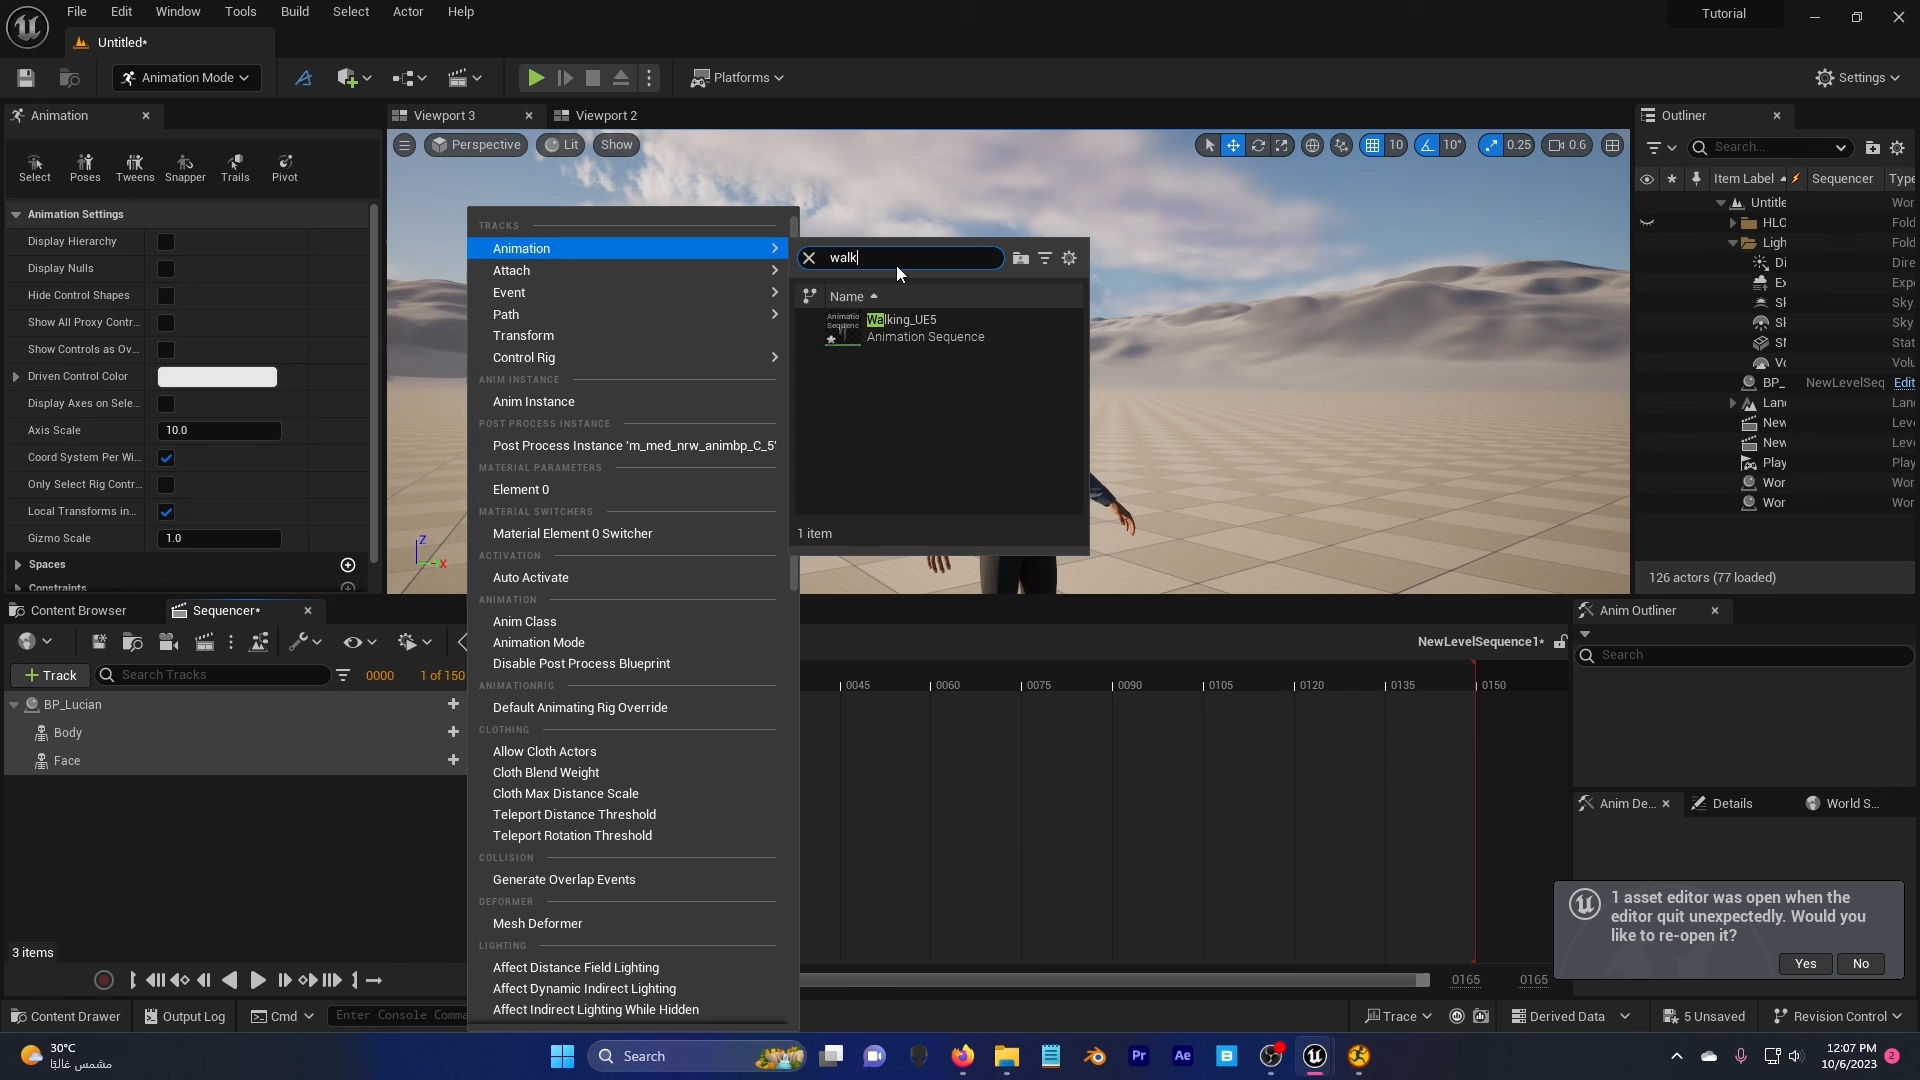 File Edit Window Tools Build Select Actor Help
Tutorial
Untitled*
Animation Mode
Platforms
Settings
Animation
Viewport 3
Viewport 2
Outliner
Perspective Lit Show
10 10° 0.25 0.6
Search...
Select Poses Tweens Snapper Trails Pivot
Item Label Sequencer Type
Animation Settings
Display Hierarchy
Display Nulls
Hide Control Shapes
Show All Proxy Contr...
Show Controls as Ov...
Driven Control Color
Display Axes on Sele...
Axis Scale 10.0
Coord System Per Wi...
Only Select Rig Contr...
Local Transforms in...
Gizmo Scale 1.0
Spaces
Constraints
Z
X
TRACKS
Animation
Attach
Event
Path
Transform
Control Rig
ANIM INSTANCE
Anim Instance
POST PROCESS INSTANCE
Post Process Instance 'm_med_nrw_animbp_C_5'
MATERIAL PARAMETERS
Element 0
MATERIAL SWITCHERS
Material Element 0 Switcher
ACTIVATION
Auto Activate
ANIMATION
Anim Class
Animation Mode
Disable Post Process Blueprint
ANIMATIONRIG
Default Animating Rig Override
CLOTHING
Allow Cloth Actors
Cloth Blend Weight
Cloth Max Distance Scale
Teleport Distance Threshold
Teleport Rotation Threshold
COLLISION
Generate Overlap Events
DEFORMER
Mesh Deformer
LIGHTING
Affect Distance Field Lighting
Affect Dynamic Indirect Lighting
Affect Indirect Lighting While Hidden
walk
Name
Walking_UE5
Animation Sequence
1 item
Untitle Wor
HLC Fold
Ligh Fold
Di Dire
Ex Expo
Sk Sky
Sk Sky
SM Stat
Vo Volu
BP_ NewLevelSeq Edit
Lan Lan
New Leve
New Leve
Play Play
Wor Wor
Wor Wor
126 actors (77 loaded)
Content Browser
Sequencer*
Anim Outliner
NewLevelSequence1*
Search
Track
Search Tracks
0000 1 of 150
0045 0060 0075 0090 0105 0120 0135 0150
BP_Lucian
Body
Face
3 items
Anim De... Details World S...
1 asset editor was open when the
editor quit unexpectedly. Would you
like to re-open it?
Yes No
0165 0165
Content Drawer Output Log Cmd Enter Console Comma
Trace Derived Data 5 Unsaved Revision Control
30°C
مشمس غالبًا
Search
Pr Ae
12:07 PM
10/6/2023
2